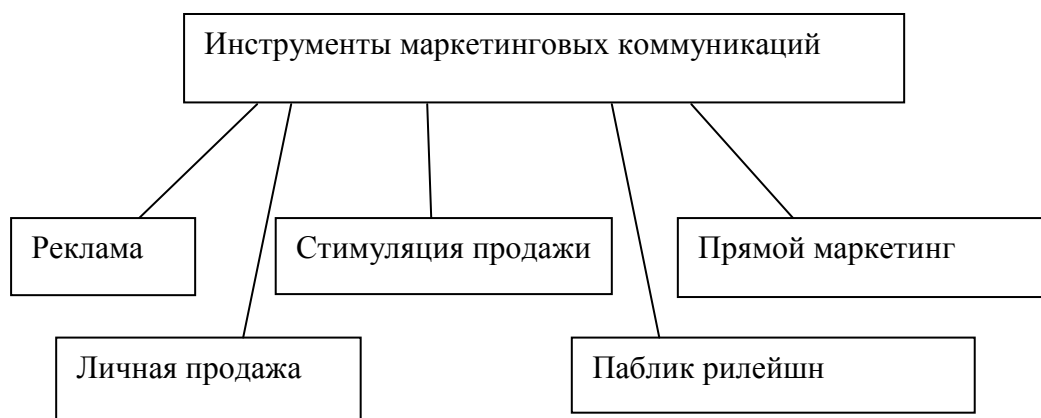 Инструменты маркетинговых коммуникаций
Реклама
Стимуляция продажи
Прямой маркетинг
Личная продажа
Паблик рилейшн